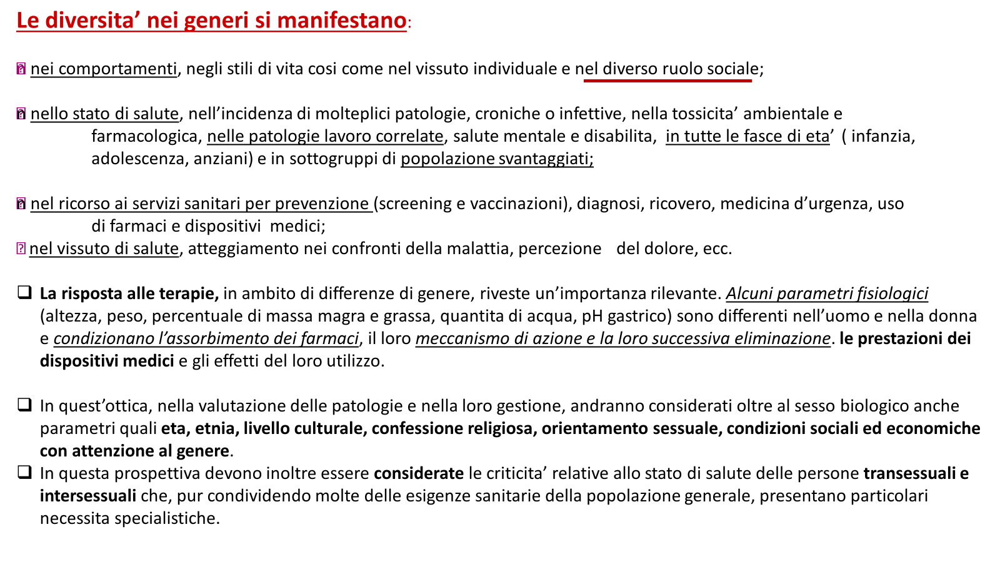 Le diversita’ nei generi si manifestano:
nei comportamenti, negli stili di vita cosi come nel vissuto individuale e nel diverso ruolo sociale;
nello stato di salute, nell’incidenza di molteplici patologie, croniche o infettive, nella tossicita’ ambientale e
farmacologica, nelle patologie lavoro correlate, salute mentale e disabilita, in tutte le fasce di eta’ ( infanzia,
adolescenza, anziani) e in sottogruppi di popolazione svantaggiati;
nel ricorso ai servizi sanitari per prevenzione (screening e vaccinazioni), diagnosi, ricovero, medicina d’urgenza, uso
di farmaci e dispositivi medici;
nel vissuto di salute, atteggiamento nei confronti della malattia, percezione del dolore, ecc.
❑ La risposta alle terapie, in ambito di differenze di genere, riveste un’importanza rilevante. Alcuni parametri fisiologici
(altezza, peso, percentuale di massa magra e grassa, quantita di acqua, pH gastrico) sono differenti nell’uomo e nella donna
e condizionano l’assorbimento dei farmaci, il loro meccanismo di azione e la loro successiva eliminazione. le prestazioni dei
dispositivi medici e gli effetti del loro utilizzo.
❑ In quest’ottica, nella valutazione delle patologie e nella loro gestione, andranno considerati oltre al sesso biologico anche
parametri quali eta, etnia, livello culturale, confessione religiosa, orientamento sessuale, condizioni sociali ed economiche
con attenzione al genere.
❑ In questa prospettiva devono inoltre essere considerate le criticita’ relative allo stato di salute delle persone transessuali e
intersessuali che, pur condividendo molte delle esigenze sanitarie della popolazione generale, presentano particolari
necessita specialistiche.